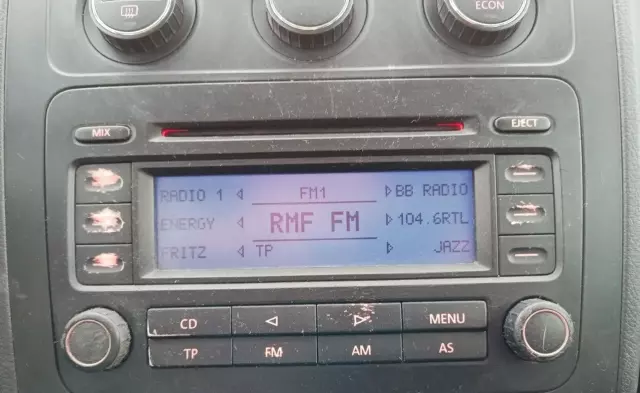 ECON
MIX
EJECT
RADIO 1 FM1 BB RADIO
ENERGY RMF FM 104.6RTL
FRITZ TP JAZZ
CD MENU
TP FM AM AS